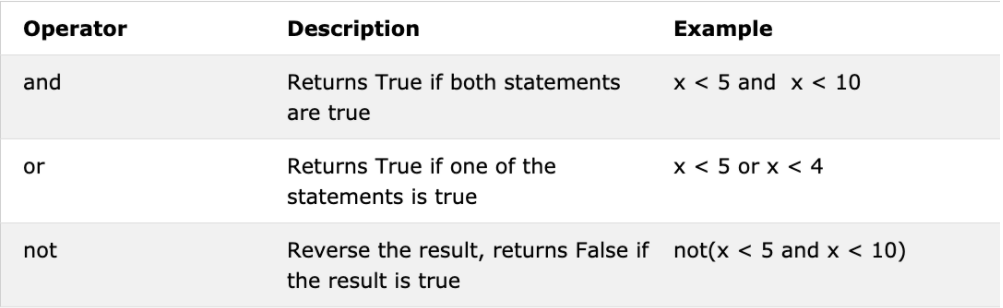 Operator Description Example
and Returns True if both statements x < 5 and  x < 10
are true
or Returns True if one of the x < 5 or x < 4
statements is true
not Reverse the result, returns False if not(x < 5 and x < 10)
the result is true